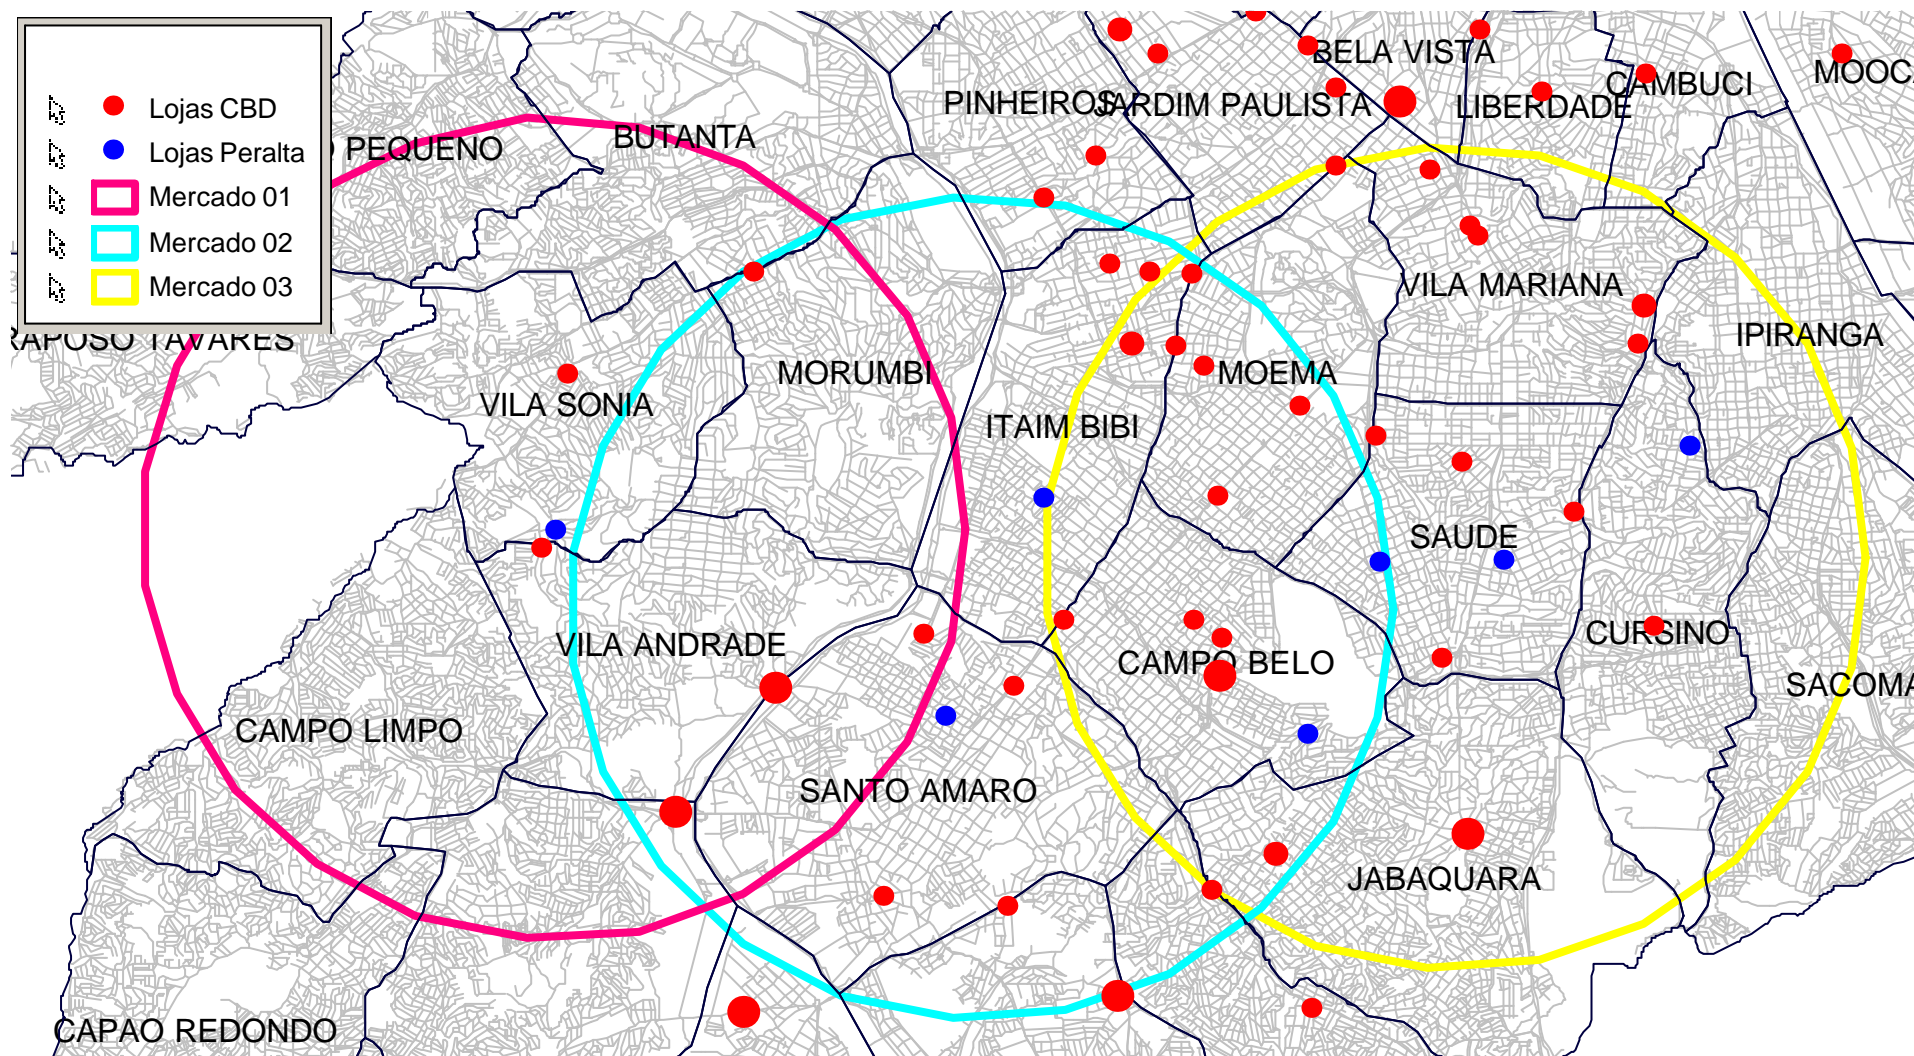 Lojas CBD
Lojas Peralta
Mercado 01
Mercado 02
Mercado 03
BELA VISTA
MOOC
CAMBUCI
PINHEIROS
JARDIM PAULISTA
LIBERDADE
BUTANTA
O PEQUENO
VILA MARIANA
RAPOSO TAVARES
IPIRANGA
MORUMBI
MOEMA
VILA SONIA
ITAIM BIBI
SAUDE
CURSINO
VILA ANDRADE
CAMPO BELO
SACOMA
CAMPO LIMPO
SANTO AMARO
JABAQUARA
CAPAO REDONDO